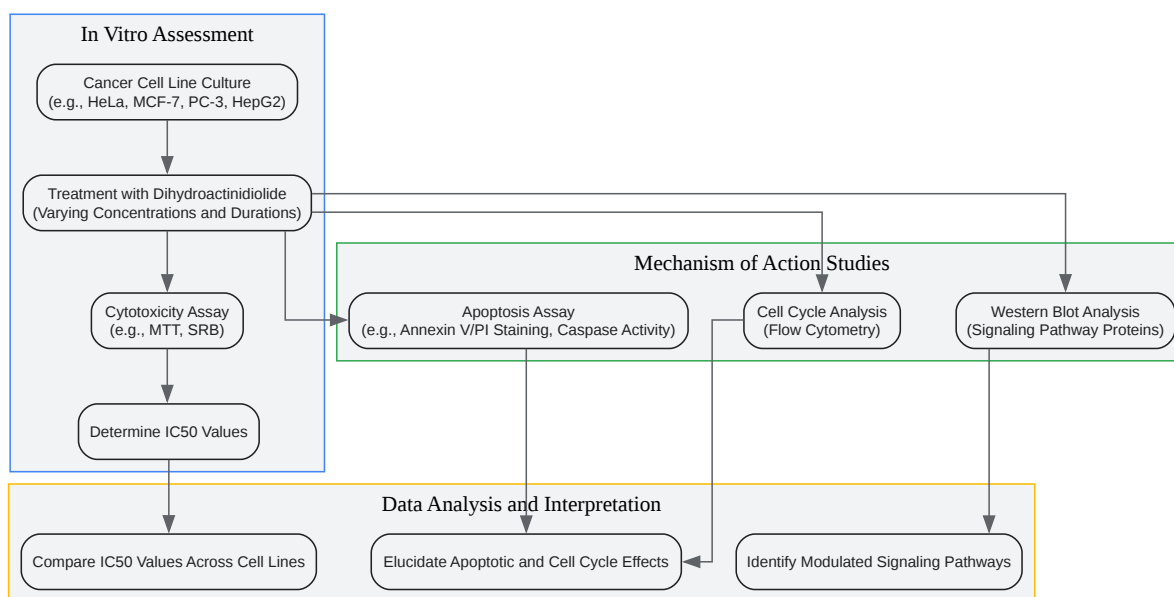 In Vitro Assessment
Cancer Cell Line Culture
(e.g., HeLa, MCF-7, PC-3, HepG2)
Treatment with Dihydroactinidiolide
(Varying Concentrations and Durations)
Mechanism of Action Studies
Cytotoxicity Assay
(e.g., MTT, SRB)
Apoptosis Assay
(e.g., Annexin V/PI Staining, Caspase Activity)
Cell Cycle Analysis
(Flow Cytometry)
Western Blot Analysis
(Signaling Pathway Proteins)
Determine IC50 Values
Data Analysis and Interpretation
Compare IC50 Values Across Cell Lines
Elucidate Apoptotic and Cell Cycle Effects
Identify Modulated Signaling Pathways